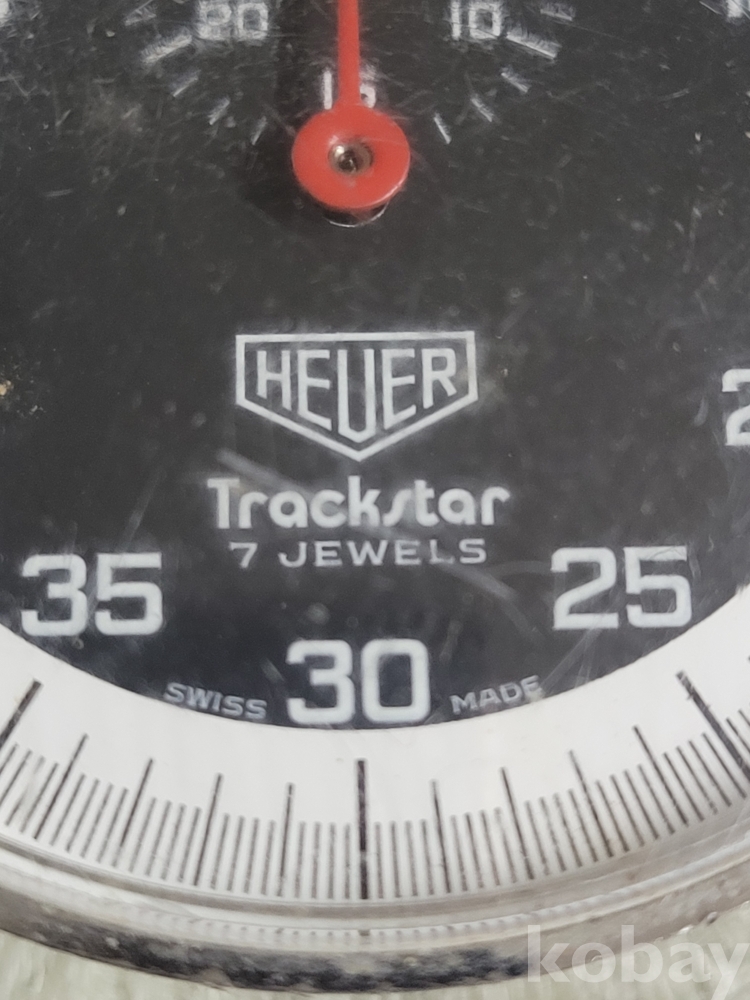 20 10
15
HEUER
Trackstar
7 JEWELS
35 25
30
SWISS MADE
kobay